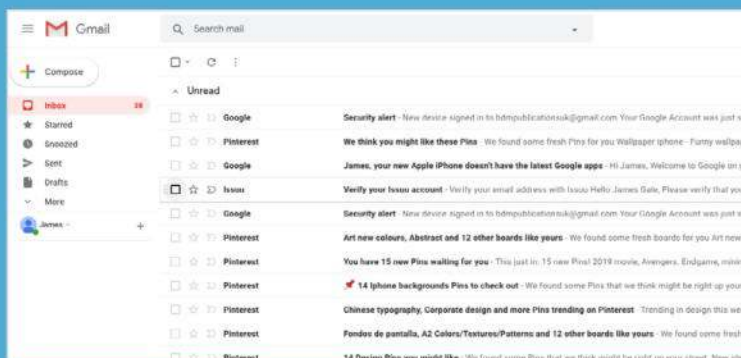 Gmail
Search mail
Compose
Unread
Inbox 28
Google Security alert - New device signed in to bdmpublicationsuk@gmail.com Your Google Account was just s
Starred
Pinterest We think you might like these Pins - We found some fresh Pins for you Wallpaper iphone - Funny wallpa
Snoozed
Google James, your new Apple iPhone doesn't have the latest Google apps - Hi James, Welcome to Google on
Sent
Drafts
Issuu Verify your Issuu account - Verify your email address with Issuu Hello James Gale, Please verify that you
More
Google Security alert - New device signed in to bdmpublicationsuk@gmail.com Your Google Account was just s
James
Pinterest Art new colours, Abstract and 12 other boards like yours - We found some fresh boards for you Art new
Pinterest You have 15 new Pins waiting for you - This just in: 15 new Pins! 2019 movie, Avengers. Endgame, minin
Pinterest 14 Iphone backgrounds Pins to check out - We found some Pins that we think might be right up your
Pinterest Chinese typography, Corporate design and more Pins trending on Pinterest - Trending in design this we
Pinterest Fondos de pantalla, A2 Colors/Textures/Patterns and 12 other boards like yours - We found some fresh
Pinterest 14 Design Pins you might like - We found some Pins that we think might be right up your street